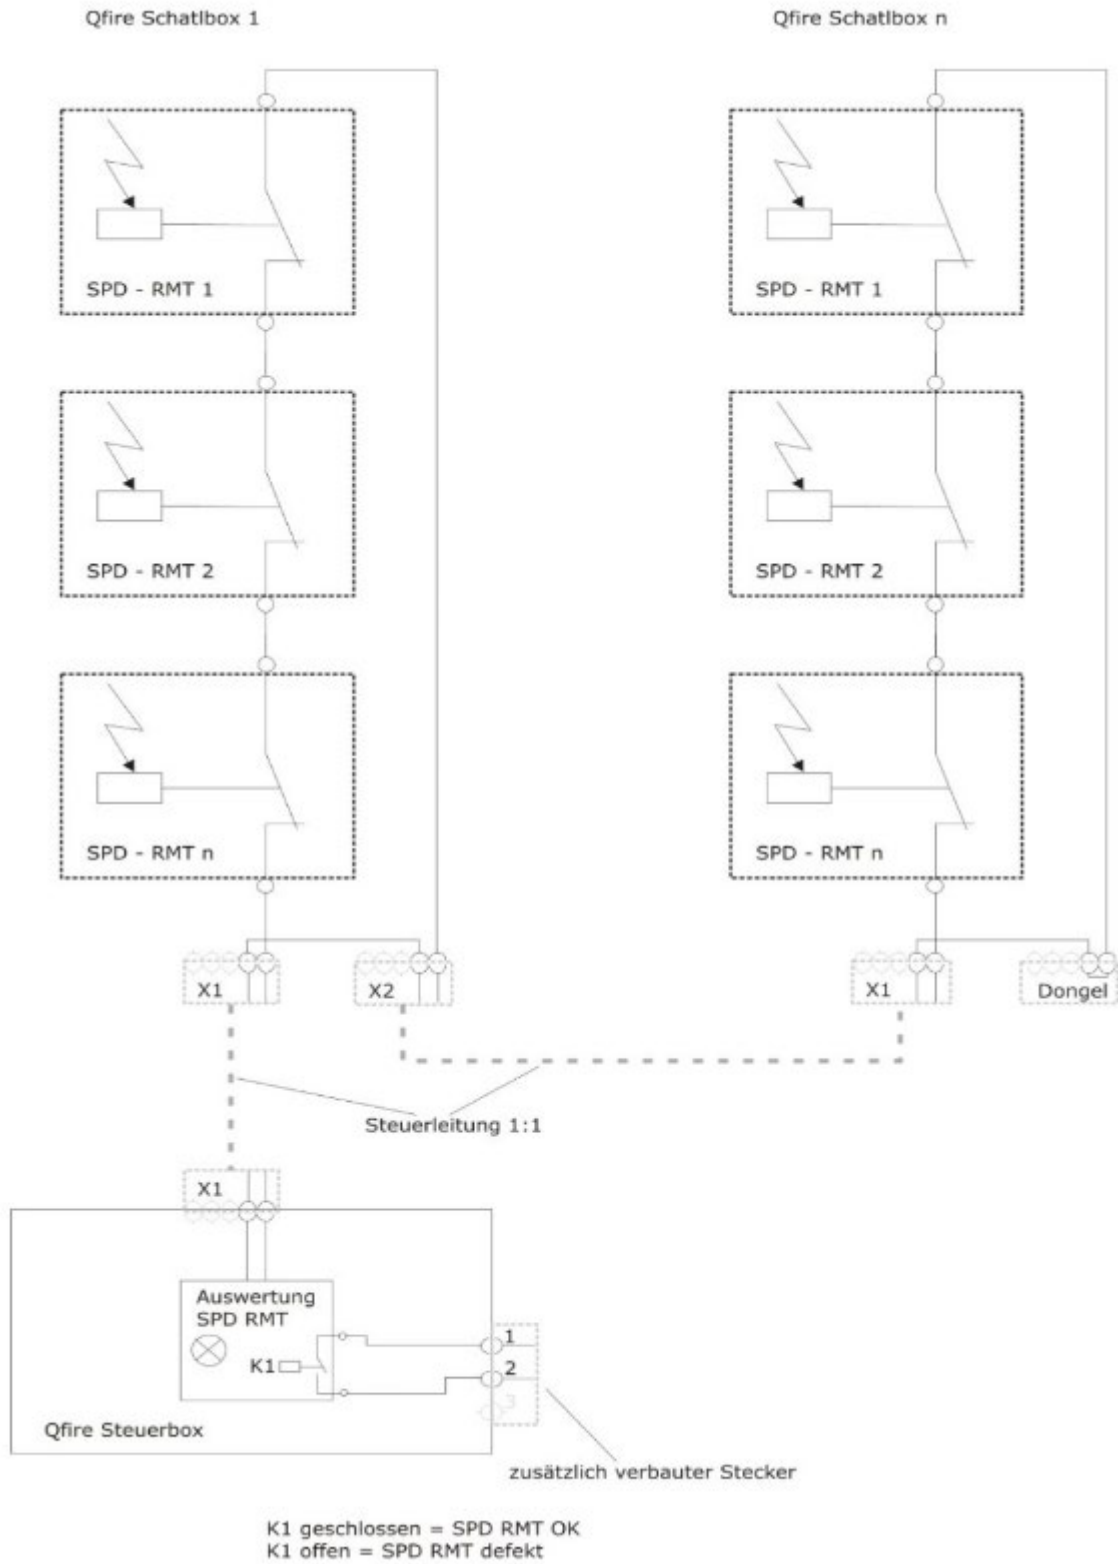 Qfire Schatlbox 1
Qfire Schatlbox n
SPD - RMT 1
SPD - RMT 1
SPD - RMT 2
SPD - RMT 2
SPD - RMT n
SPD - RMT n
X1
X2
X1
Dongel
Steuerleitung 1:1
X1
Auswertung
SPD RMT
K1
1
2
3
Qfire Steuerbox
zusätzlich verbauter Stecker
K1 geschlossen = SPD RMT OK
K1 offen = SPD RMT defekt